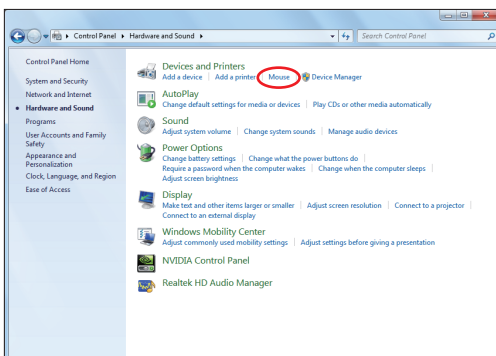 Control Panel ▸ Hardware and Sound ▸
Search Control Panel
Control Panel Home
System and Security
Network and Internet
Hardware and Sound
Programs
User Accounts and Family
Safety
Appearance and
Personalization
Clock, Language, and Region
Ease of Access
Devices and Printers
Add a device | Add a printer | Mouse | Device Manager
AutoPlay
Change default settings for media or devices | Play CDs or other media automatically
Sound
Adjust system volume | Change system sounds | Manage audio devices
Power Options
Change battery settings | Change what the power buttons do |
Require a password when the computer wakes | Change when the computer sleeps |
Adjust screen brightness
Display
Make text and other items larger or smaller | Adjust screen resolution | Connect to a projector |
Connect to an external display
Windows Mobility Center
Adjust commonly used mobility settings | Adjust settings before giving a presentation
NVIDIA Control Panel
Realtek HD Audio Manager